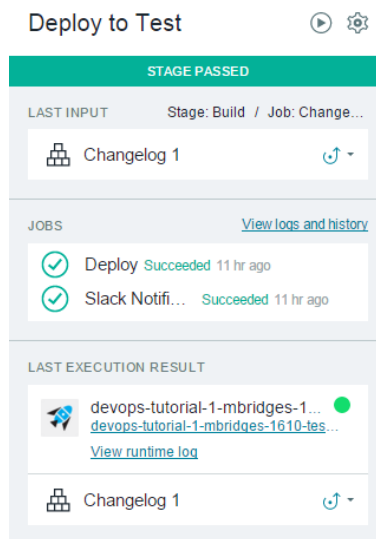 Deploy to Test
STAGE PASSED
LAST INPUT Stage: Build / Job: Change...
Changelog 1
JOBS View logs and history
Deploy Succeeded 11 hr ago
Slack Notifi... Succeeded 11 hr ago
LAST EXECUTION RESULT
devops-tutorial-1-mbridges-1...
devops-tutorial-1-mbridges-1610-tes...
View runtime log
Changelog 1